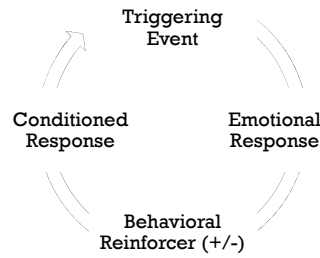 Triggering
Event
Emotional
Response
Behavioral
Reinforcer (+/-)
Conditioned
Response